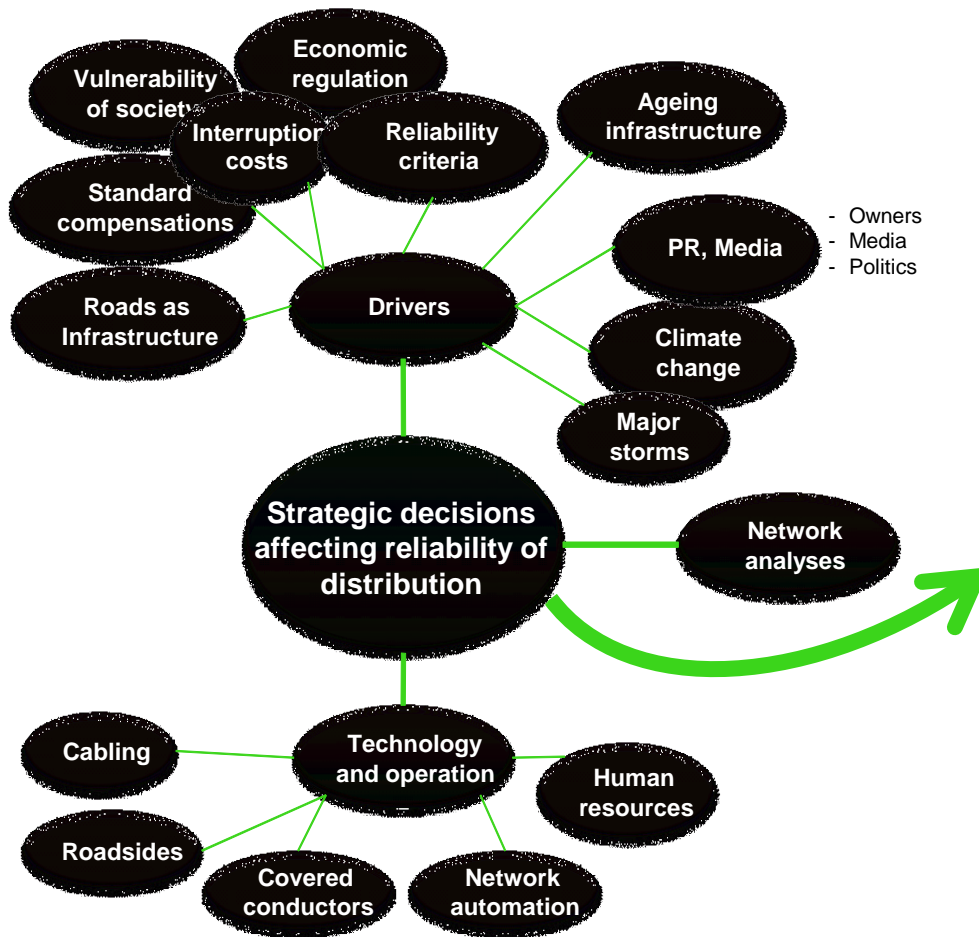 Economic
regulation
Vulnerability
of society
Ageing
infrastructure
Interruption
costs
Reliability
criteria
Standard
compensations
PR, Media
- Owners
- Media
- Politics
Drivers
Roads as
Infrastructure
Climate
change
Major
storms
Strategic decisions
affecting reliability of
distribution
Network
analyses
Technology
and operation
–
Cabling
Human
resources
Roadsides
Covered
conductors
Network
automation